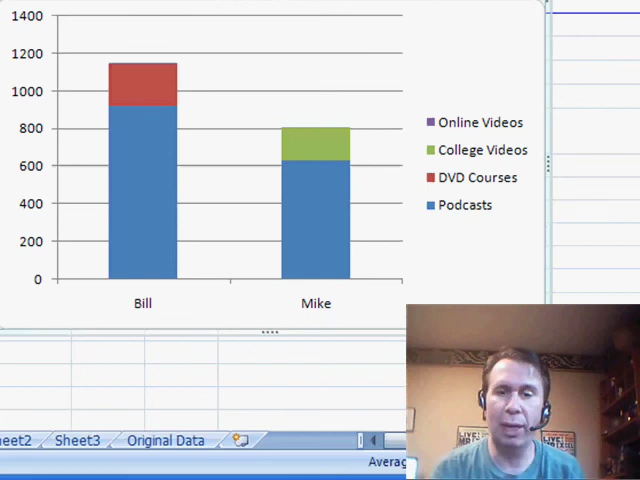 1400
1200
1000
800
600
400
200
0
Bill
Mike
Online Videos
College Videos
DVD Courses
Podcasts
eet2
Sheet3
Original Data
Averag
LIVE